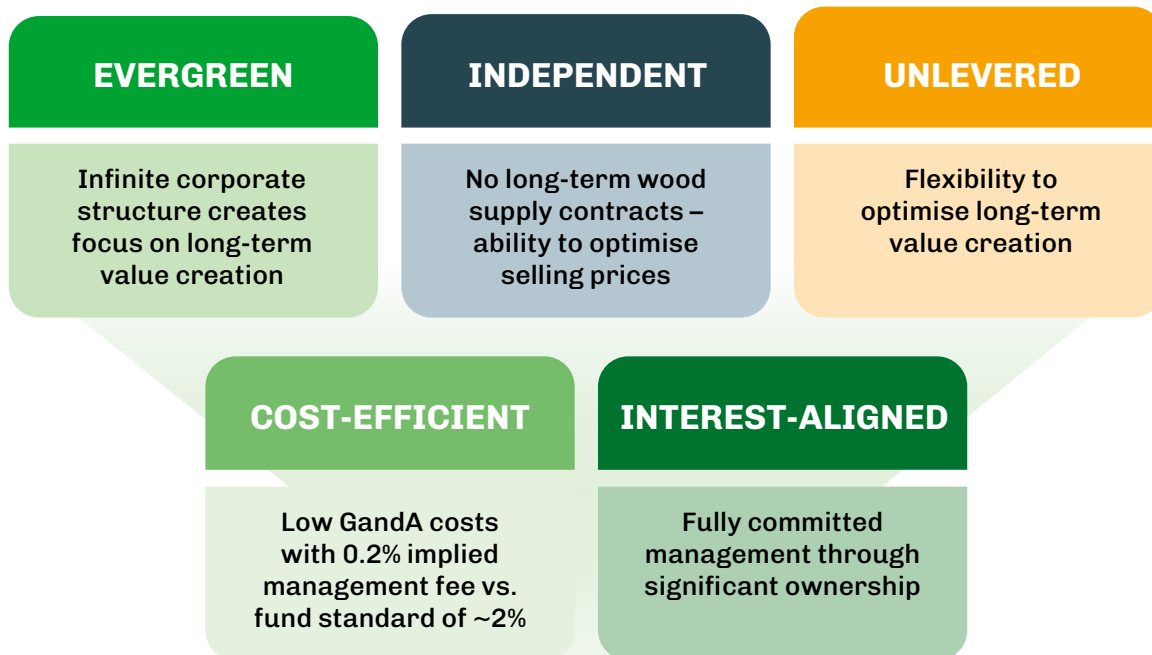 EVERGREEN
Infinite corporate
structure creates
focus on long-term
value creation
INDEPENDENT
No long-term wood
supply contracts –
ability to optimise
selling prices
UNLEVERED
Flexibility to
optimise long-term
value creation
COST-EFFICIENT
Low GandA costs
with 0.2% implied
management fee vs.
fund standard of ~2%
INTEREST-ALIGNED
Fully committed
management through
significant ownership